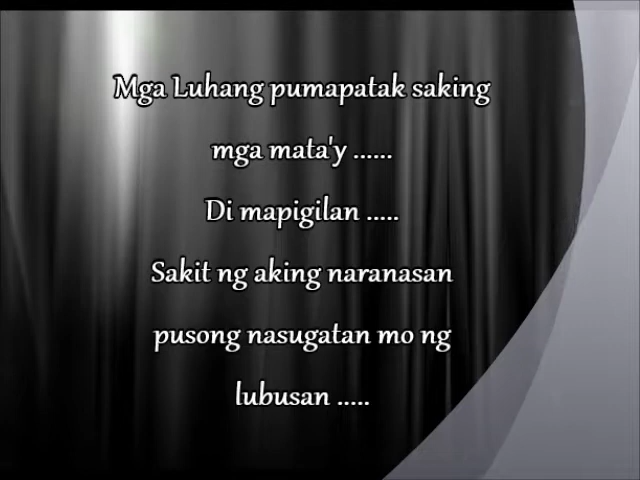 Mga Luhang pumapatak saking
mga mata'y ......
Di mapigilan .....
Sakit ng aking naranasan
pusong nasugatan mo ng
lubusan .....